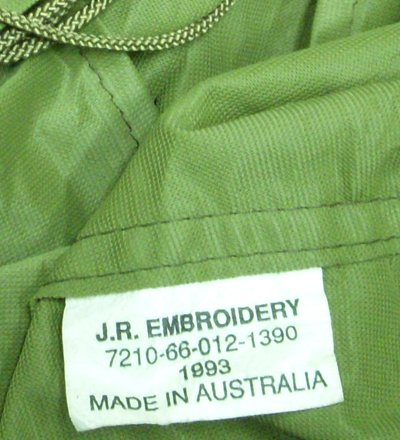 J.R. EMBROIDERY
7210-66-012-1390
1993
MADE IN AUSTRALIA